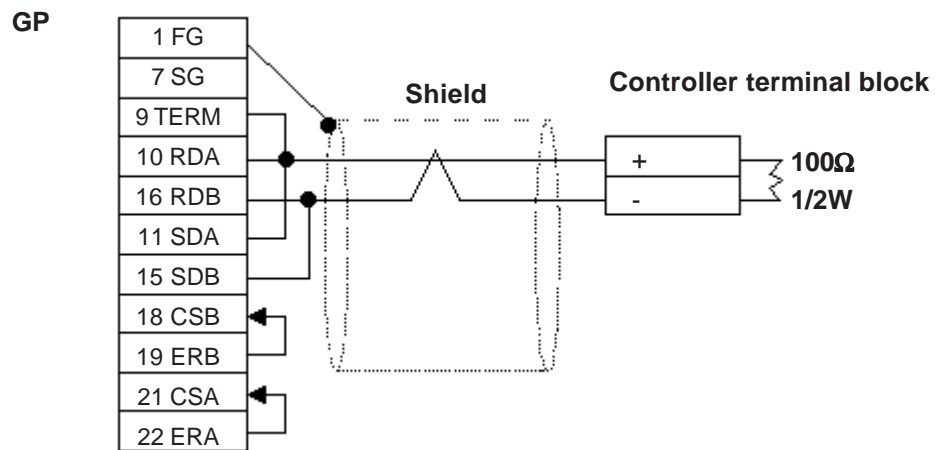 GP
1 FG
7 SG
9 TERM
10 RDA
16 RDB
11 SDA
15 SDB
18 CSB
19 ERB
21 CSA
22 ERA
Shield
Controller terminal block
+
-
100Ω
1/2W